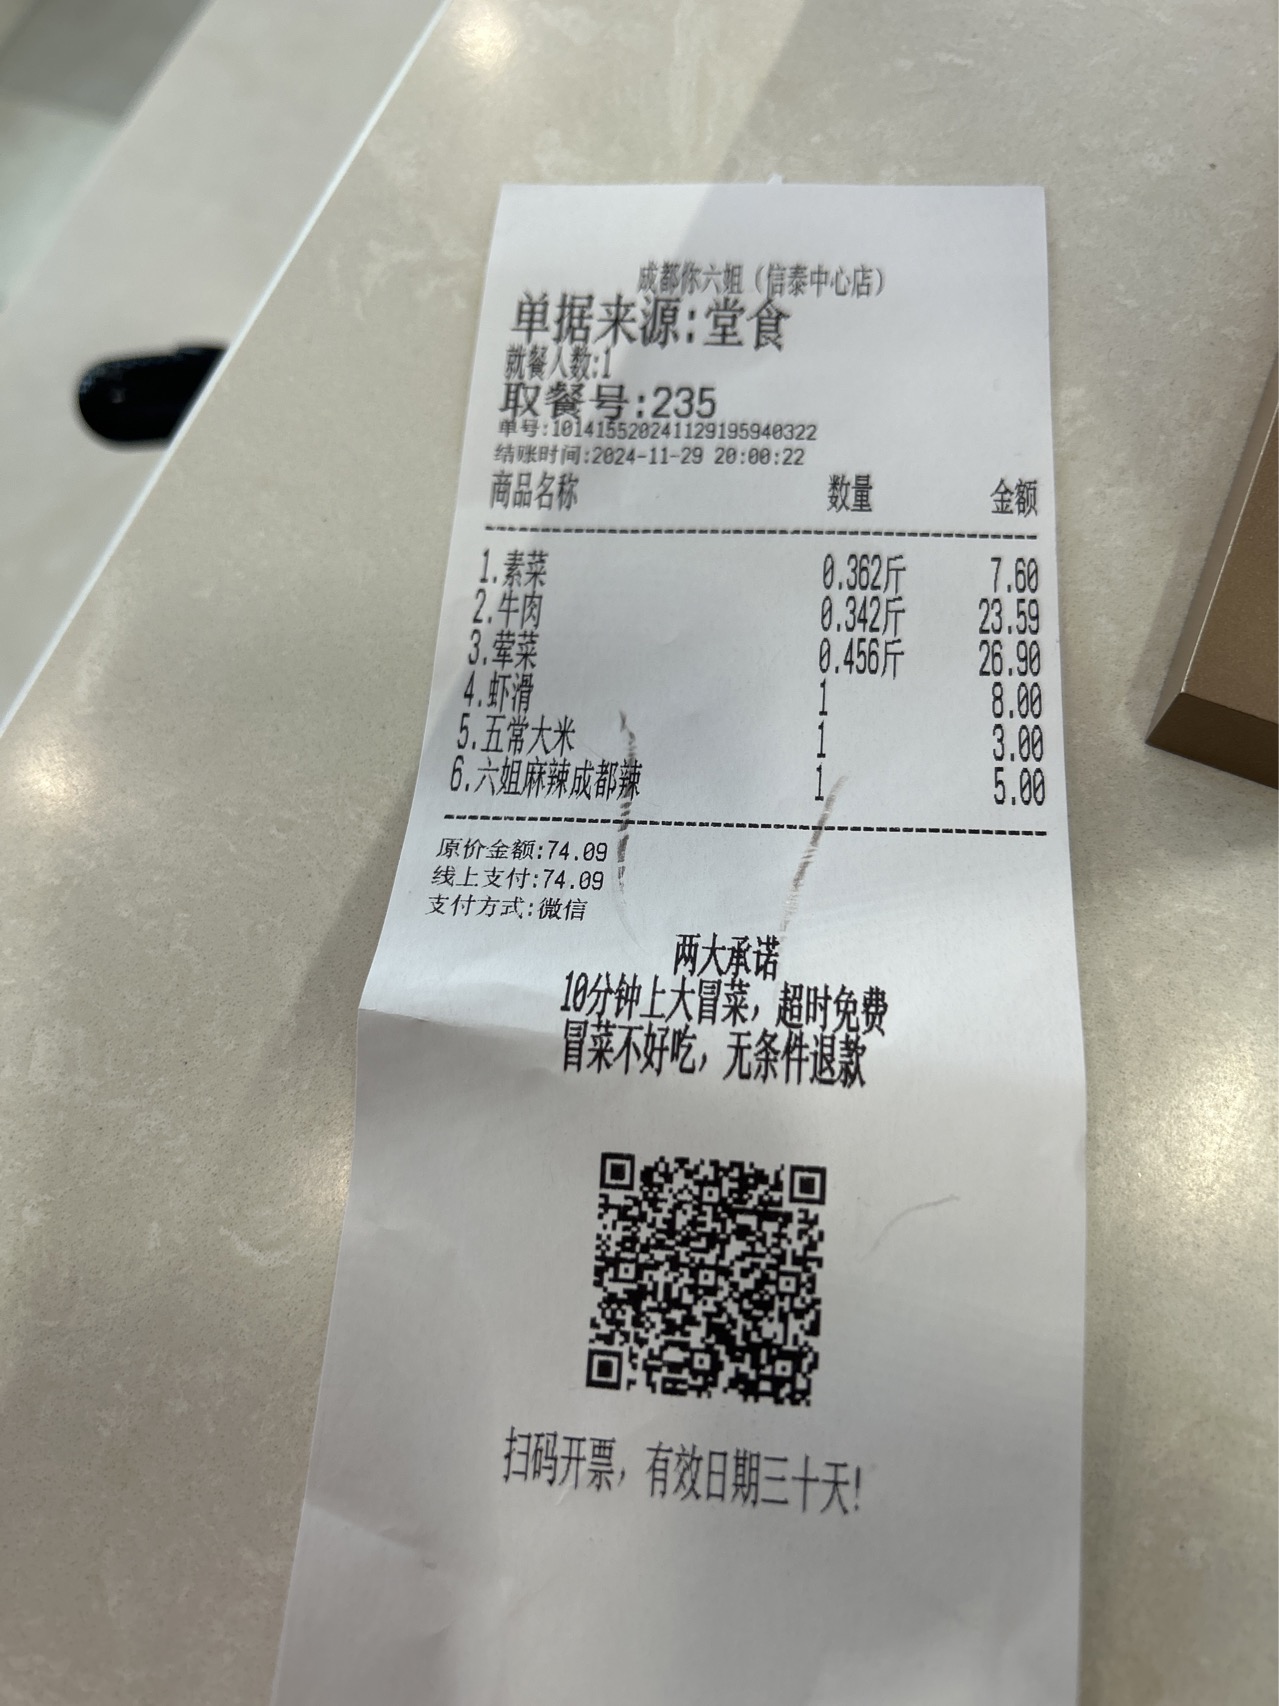 成都你六姐（信泰中心店）
单据来源:堂食
就餐人数:1
取餐号:235
单号:101415520241129195940322
结账时间:2024-11-29 20:00:22
商品名称 数量 金额
1.素菜 0.362斤 7.60
2.牛肉 0.342斤 23.59
3.荤菜 0.456斤 26.90
4.虾滑 1 8.00
5.五常大米 1 3.00
6.六姐麻辣成都辣 1 5.00
原价金额:74.09
线上支付:74.09
支付方式:微信
两大承诺
10分钟上大冒菜，超时免费
冒菜不好吃，无条件退款
扫码开票，有效日期三十天!